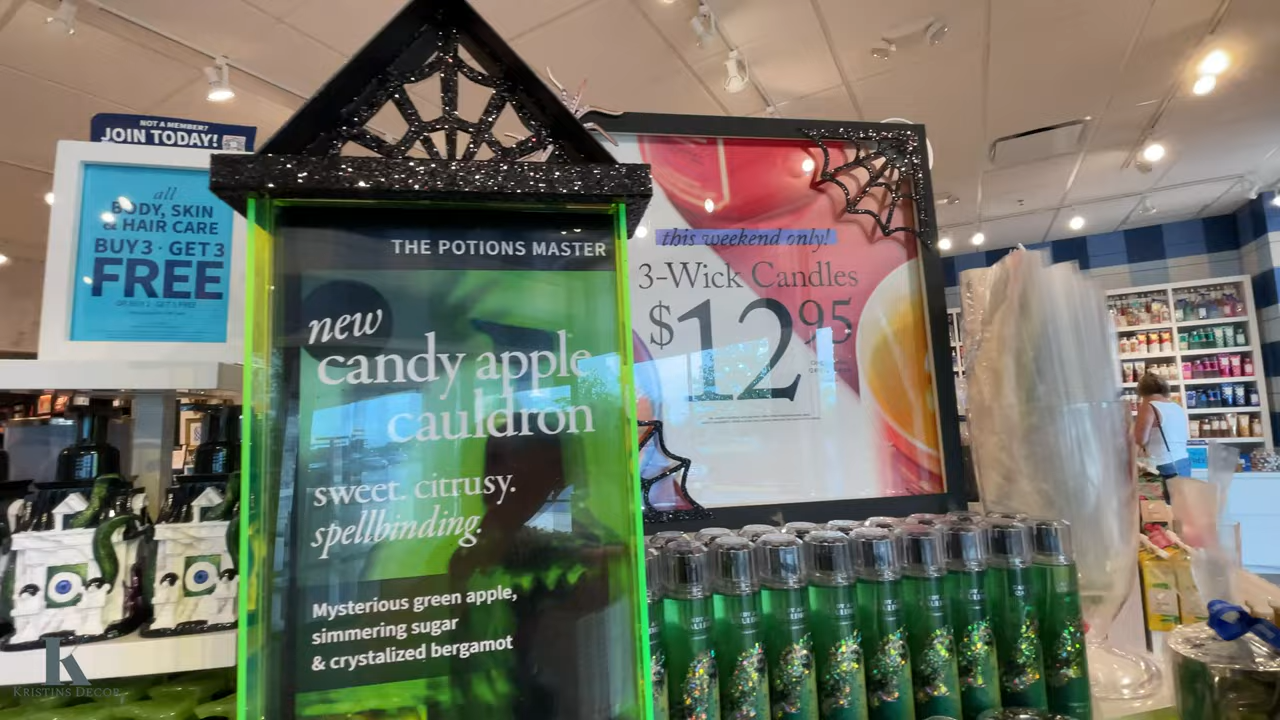 NOT A MEMBER?
JOIN TODAY!
all
BODY, SKIN
& HAIR CARE
BUY 3 · GET 3
FREE
THE POTIONS MASTER
new
candy apple
cauldron
sweet. citrusy.
spellbinding.
Mysterious green apple,
simmering sugar
& crystalized bergamot
this weekend only!
3-Wick Candles
$12.95
K
KRISTINS DECOR